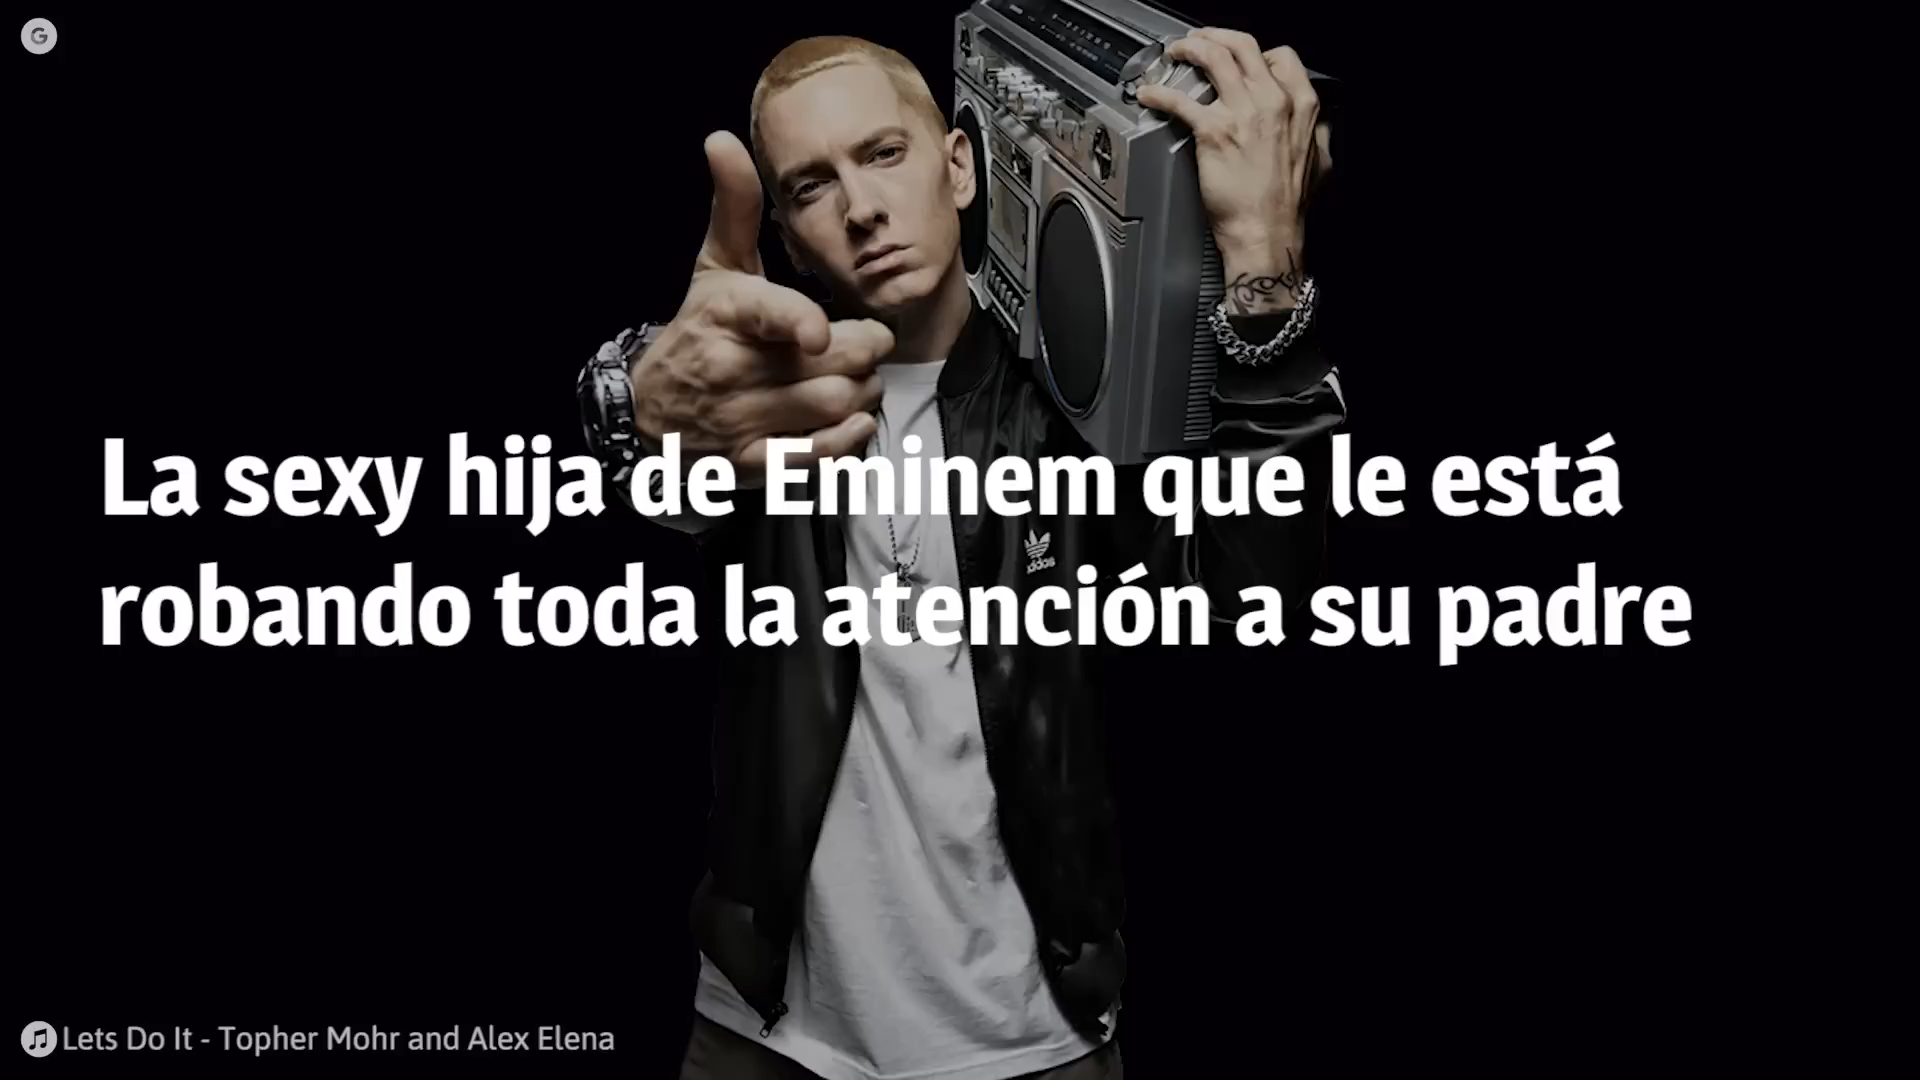 G
La sexy hija de Eminem que le está
robando toda la atención a su padre
adidas
Lets Do It - Topher Mohr and Alex Elena